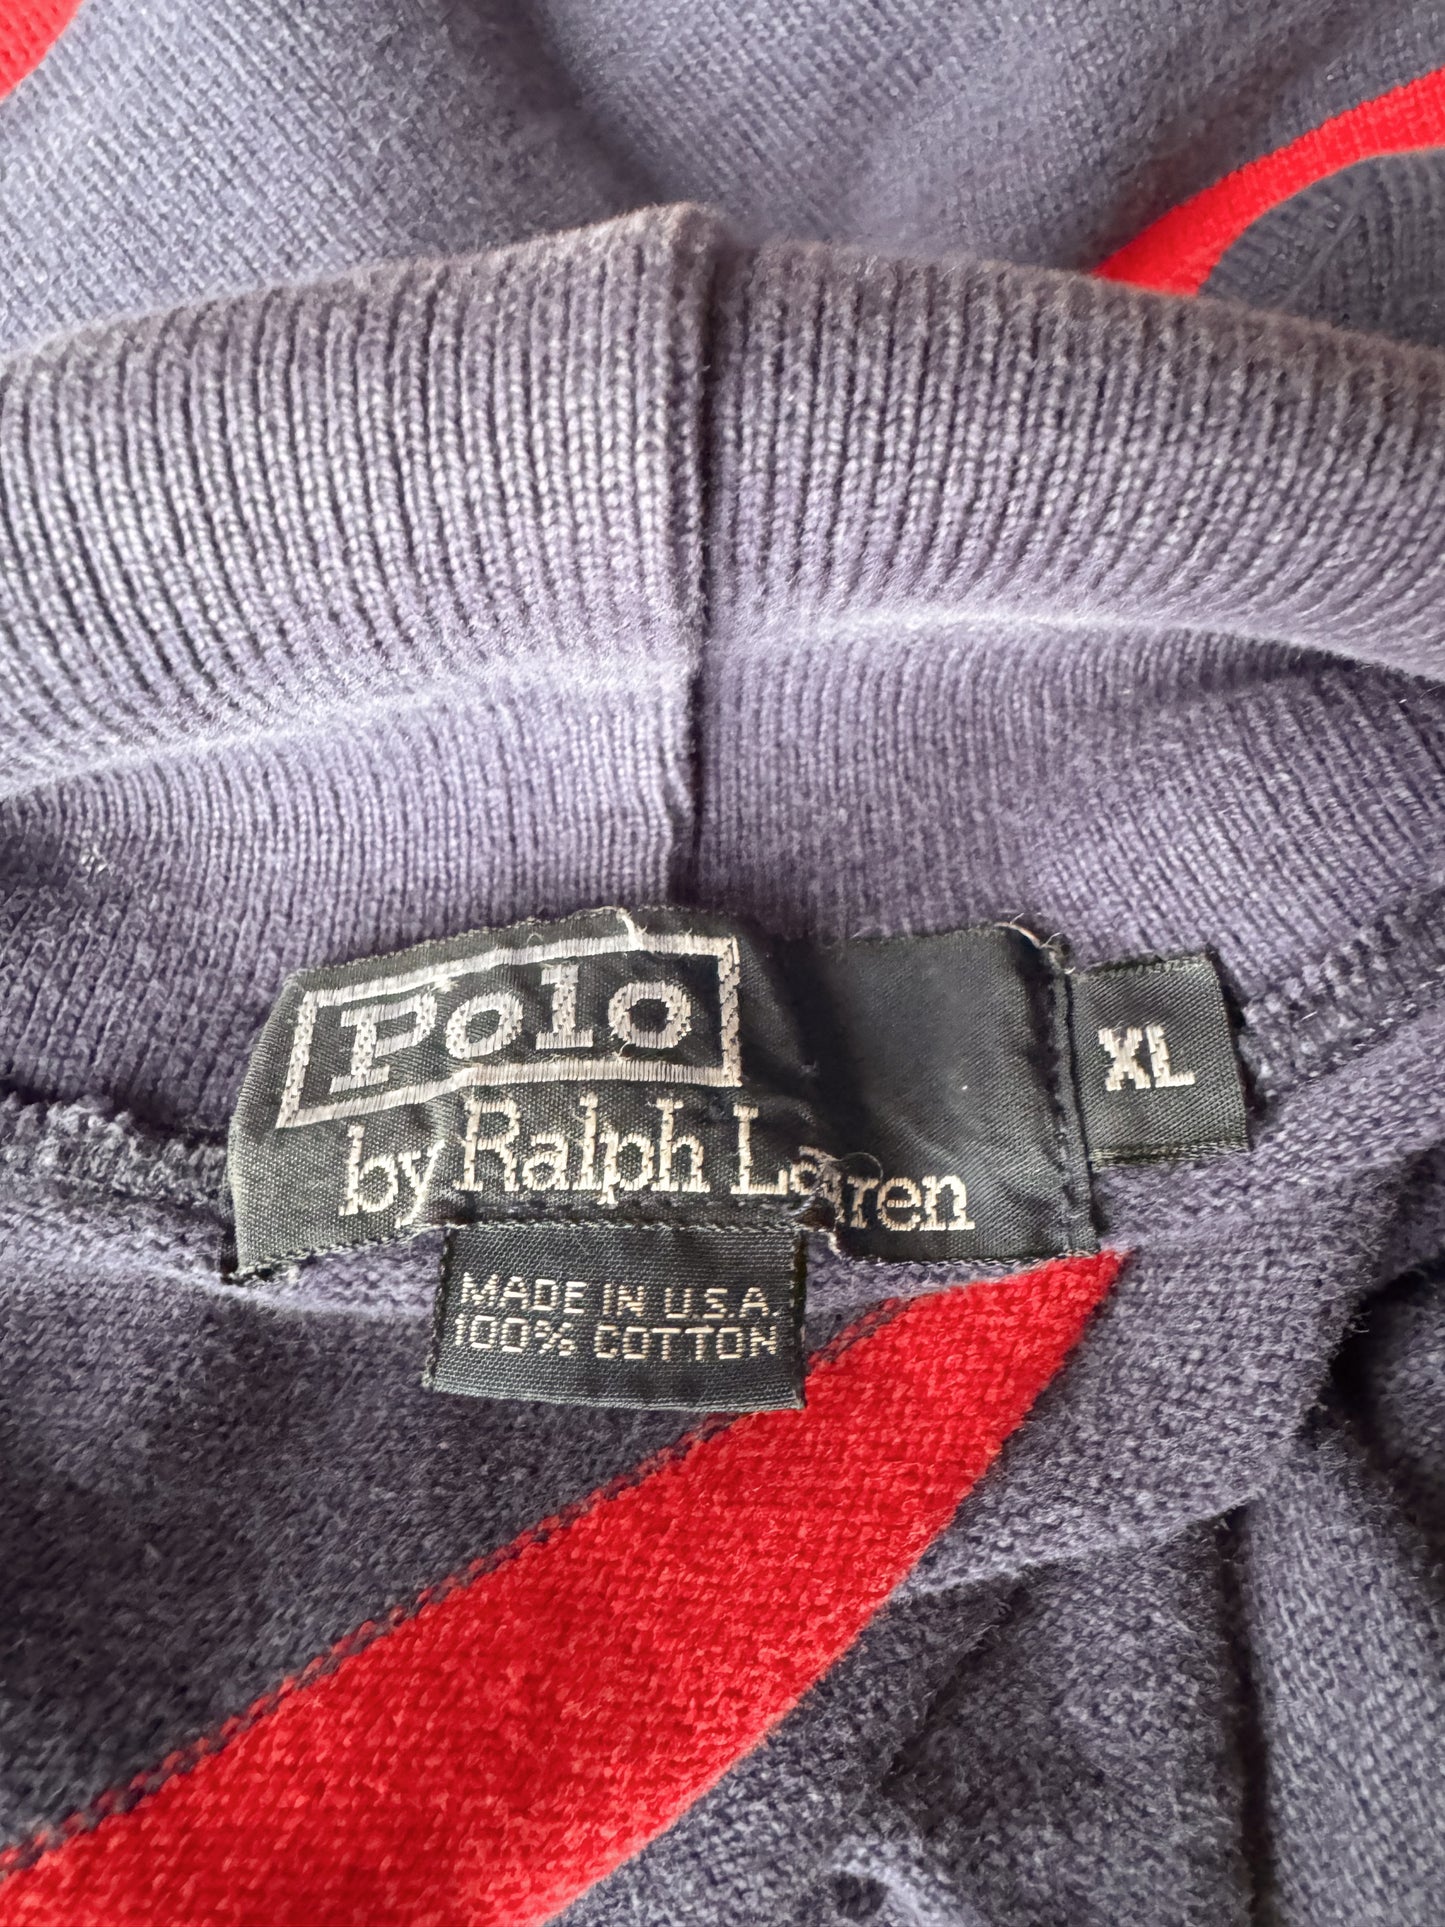 Polo
by Ralph Lauren
XL
MADE IN U.S.A.
100% COTTON